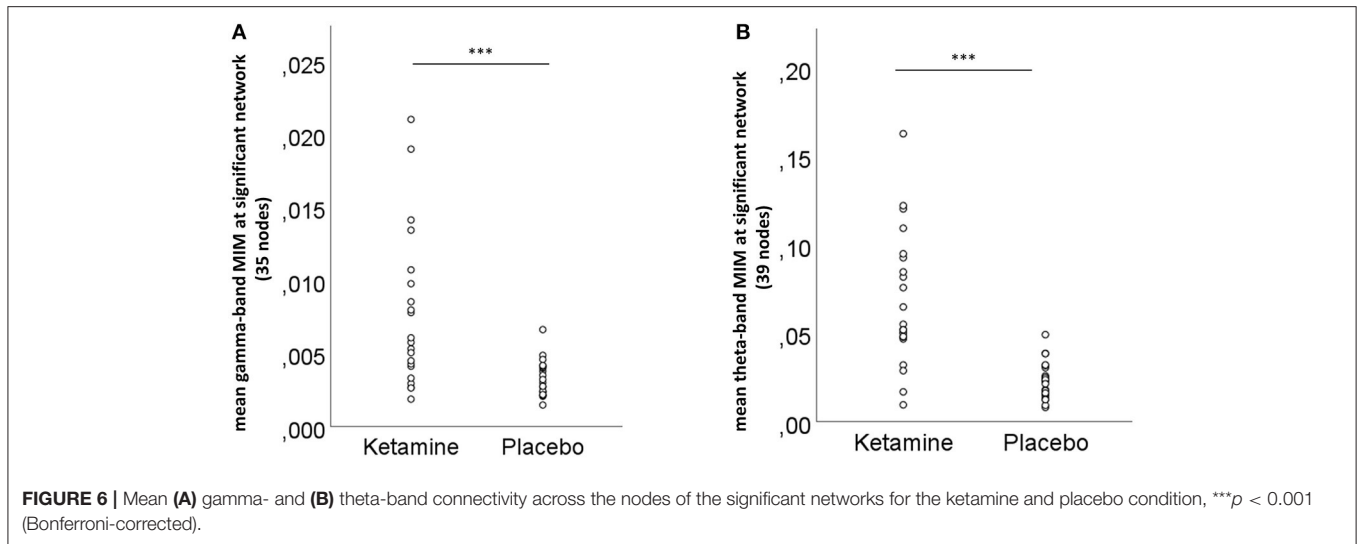 A
mean gamma-band MIM at significant network
(35 nodes)
,025
,020
,015
,010
,005
,000
***
Ketamine Placebo
B
mean theta-band MIM at significant network
(39 nodes)
,20
,15
,10
,05
,00
***
Ketamine Placebo
FIGURE 6 | Mean (A) gamma- and (B) theta-band connectivity across the nodes of the significant networks for the ketamine and placebo condition, ***p < 0.001
(Bonferroni-corrected).